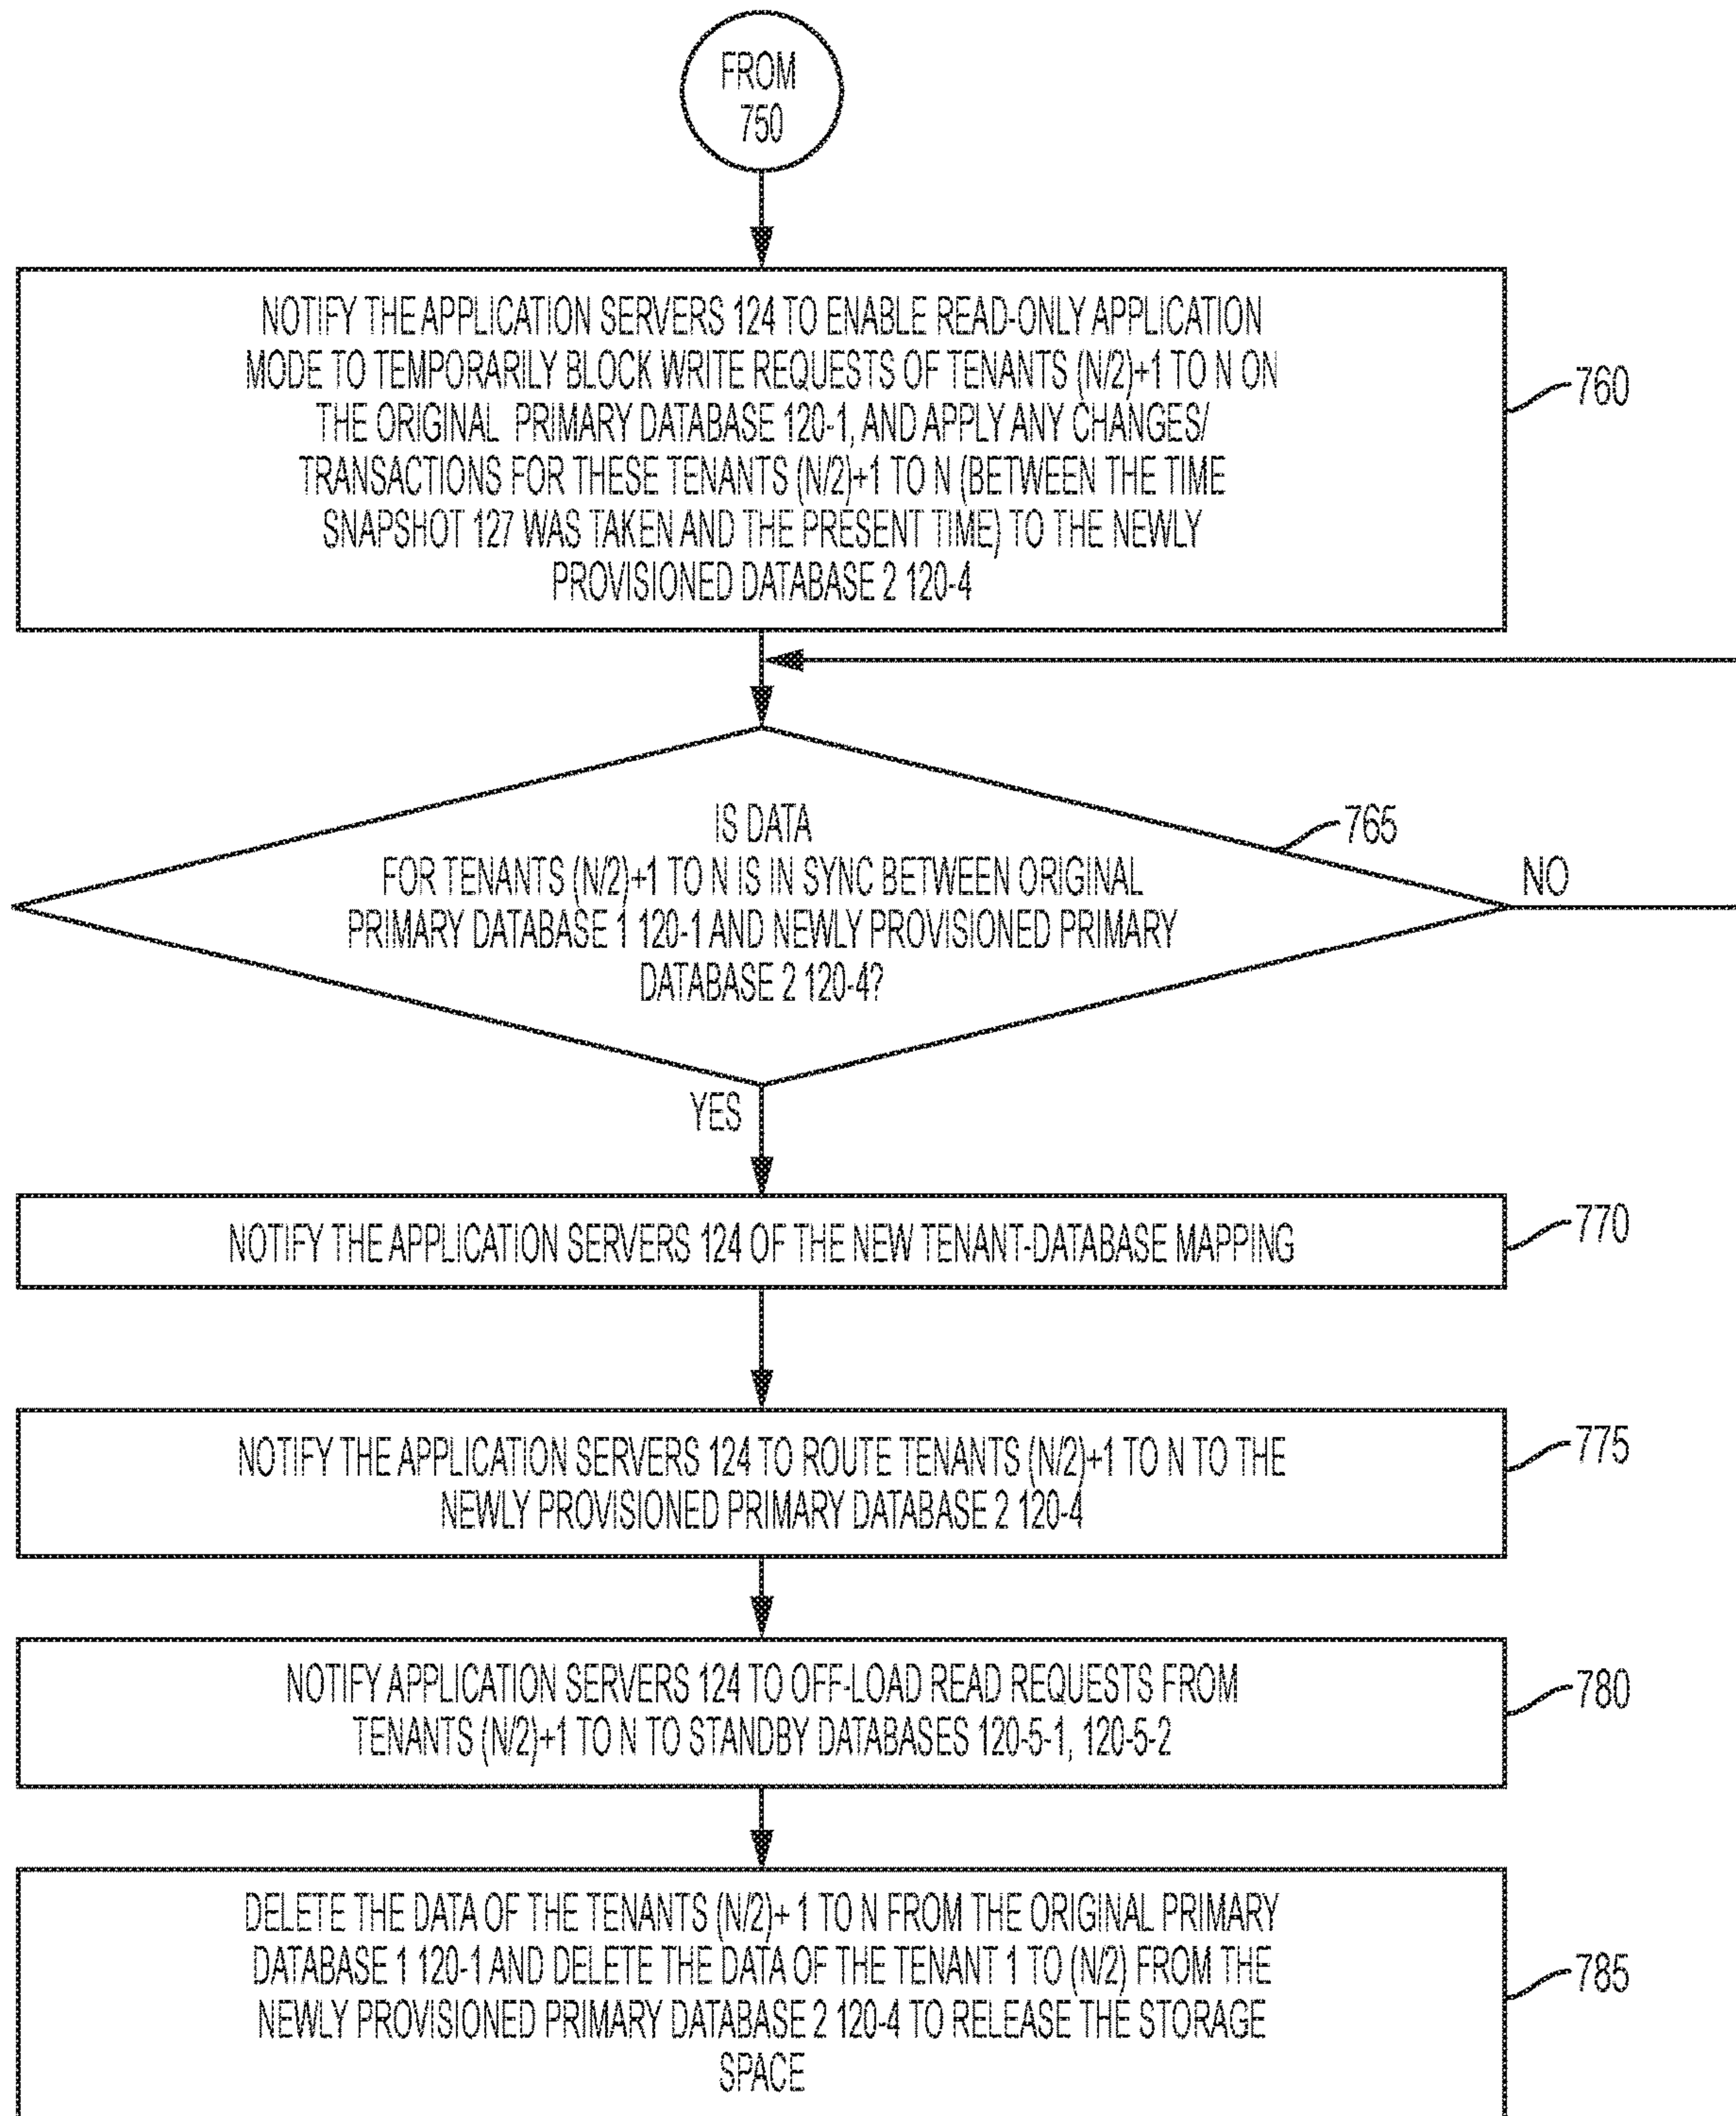 FROM
750
NOTIFY THE APPLICATION SERVERS 124 TO ENABLE READ-ONLY APPLICATION
MODE TO TEMPORARILY BLOCK WRITE REQUESTS OF TENANTS (N/2)+1 TO N ON
THE ORIGINAL PRIMARY DATABASE 120-1, AND APPLY ANY CHANGES/
TRANSACTIONS FOR THESE TENANTS (N/2)+1 TO N (BETWEEN THE TIME
SNAPSHOT 127 WAS TAKEN AND THE PRESENT TIME) TO THE NEWLY
PROVISIONED DATABASE 2 120-4
760
IS DATA
FOR TENANTS (N/2)+1 TO N IS IN SYNC BETWEEN ORIGINAL
PRIMARY DATABASE 1 120-1 AND NEWLY PROVISIONED PRIMARY
DATABASE 2 120-4?
765
NO
YES
NOTIFY THE APPLICATION SERVERS 124 OF THE NEW TENANT-DATABASE MAPPING
770
NOTIFY THE APPLICATION SERVERS 124 TO ROUTE TENANTS (N/2)+1 TO N TO THE
NEWLY PROVISIONED PRIMARY DATABASE 2 120-4
775
NOTIFY APPLICATION SERVERS 124 TO OFF-LOAD READ REQUESTS FROM
TENANTS (N/2)+1 TO N TO STANDBY DATABASES 120-5-1, 120-5-2
780
DELETE THE DATA OF THE TENANTS (N/2)+ 1 TO N FROM THE ORIGINAL PRIMARY
DATABASE 1 120-1 AND DELETE THE DATA OF THE TENANT 1 TO (N/2) FROM THE
NEWLY PROVISIONED PRIMARY DATABASE 2 120-4 TO RELEASE THE STORAGE
SPACE
785